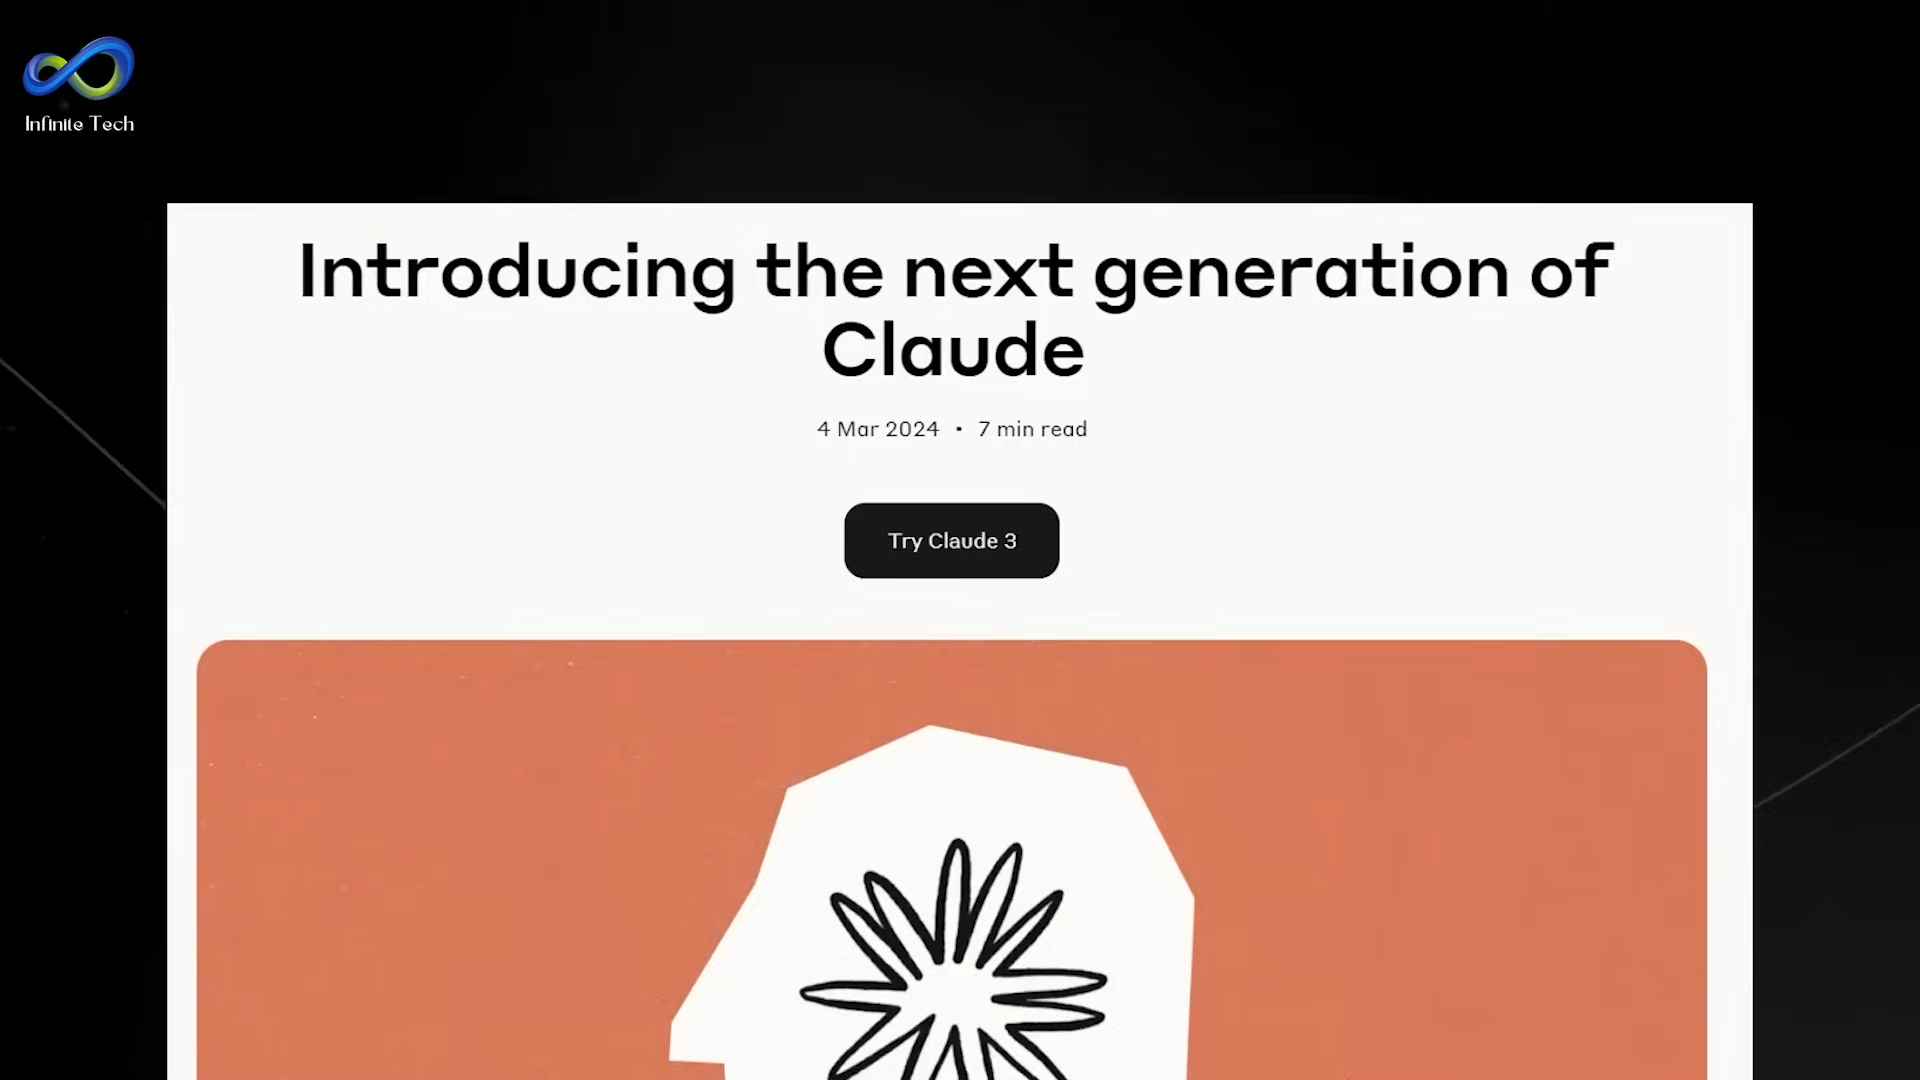 Infinite Tech
Introducing the next generation of
Claude
4 Mar 2024 • 7 min read
Try Claude 3